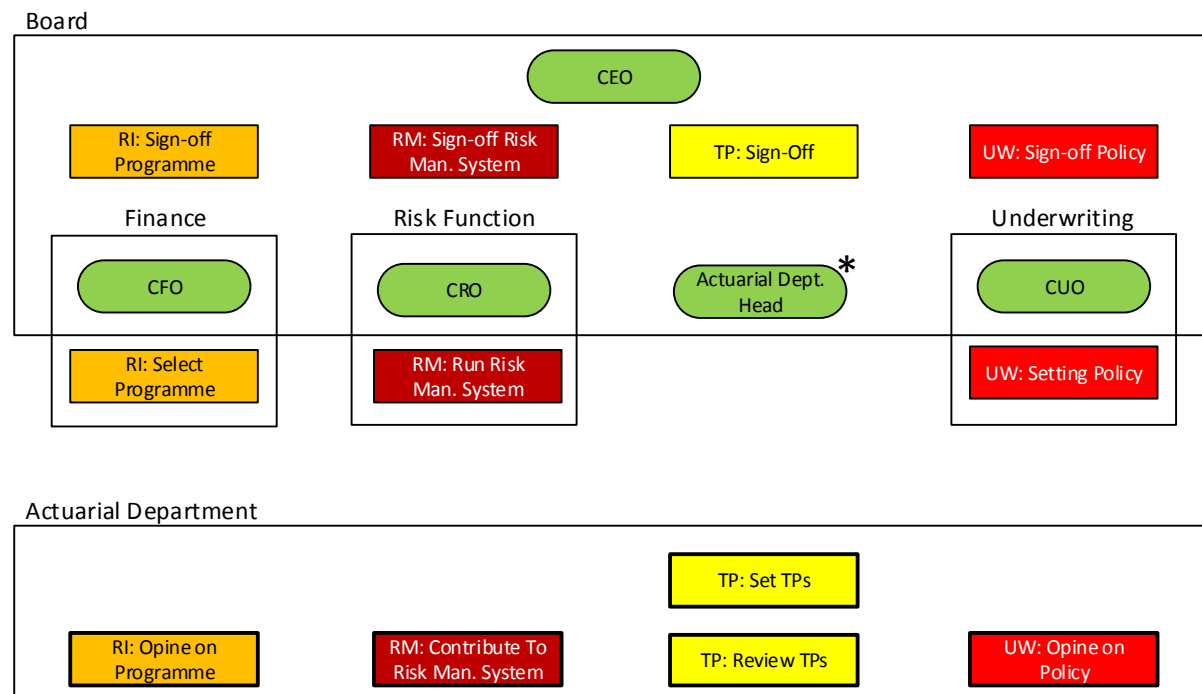 Board
CEO
RI: Sign-off
Programme
RM: Sign-off Risk
Man. System
TP: Sign-Off
UW: Sign-off Policy
Finance
Risk Function
Underwriting
CFO
CRO
Actuarial Dept.
Head
*
CUO
RI: Select
Programme
RM: Run Risk
Man. System
UW: Setting Policy
Actuarial Department
TP: Set TPs
RI: Opine on
Programme
RM: Contribute To
Risk Man. System
TP: Review TPs
UW: Opine on
Policy